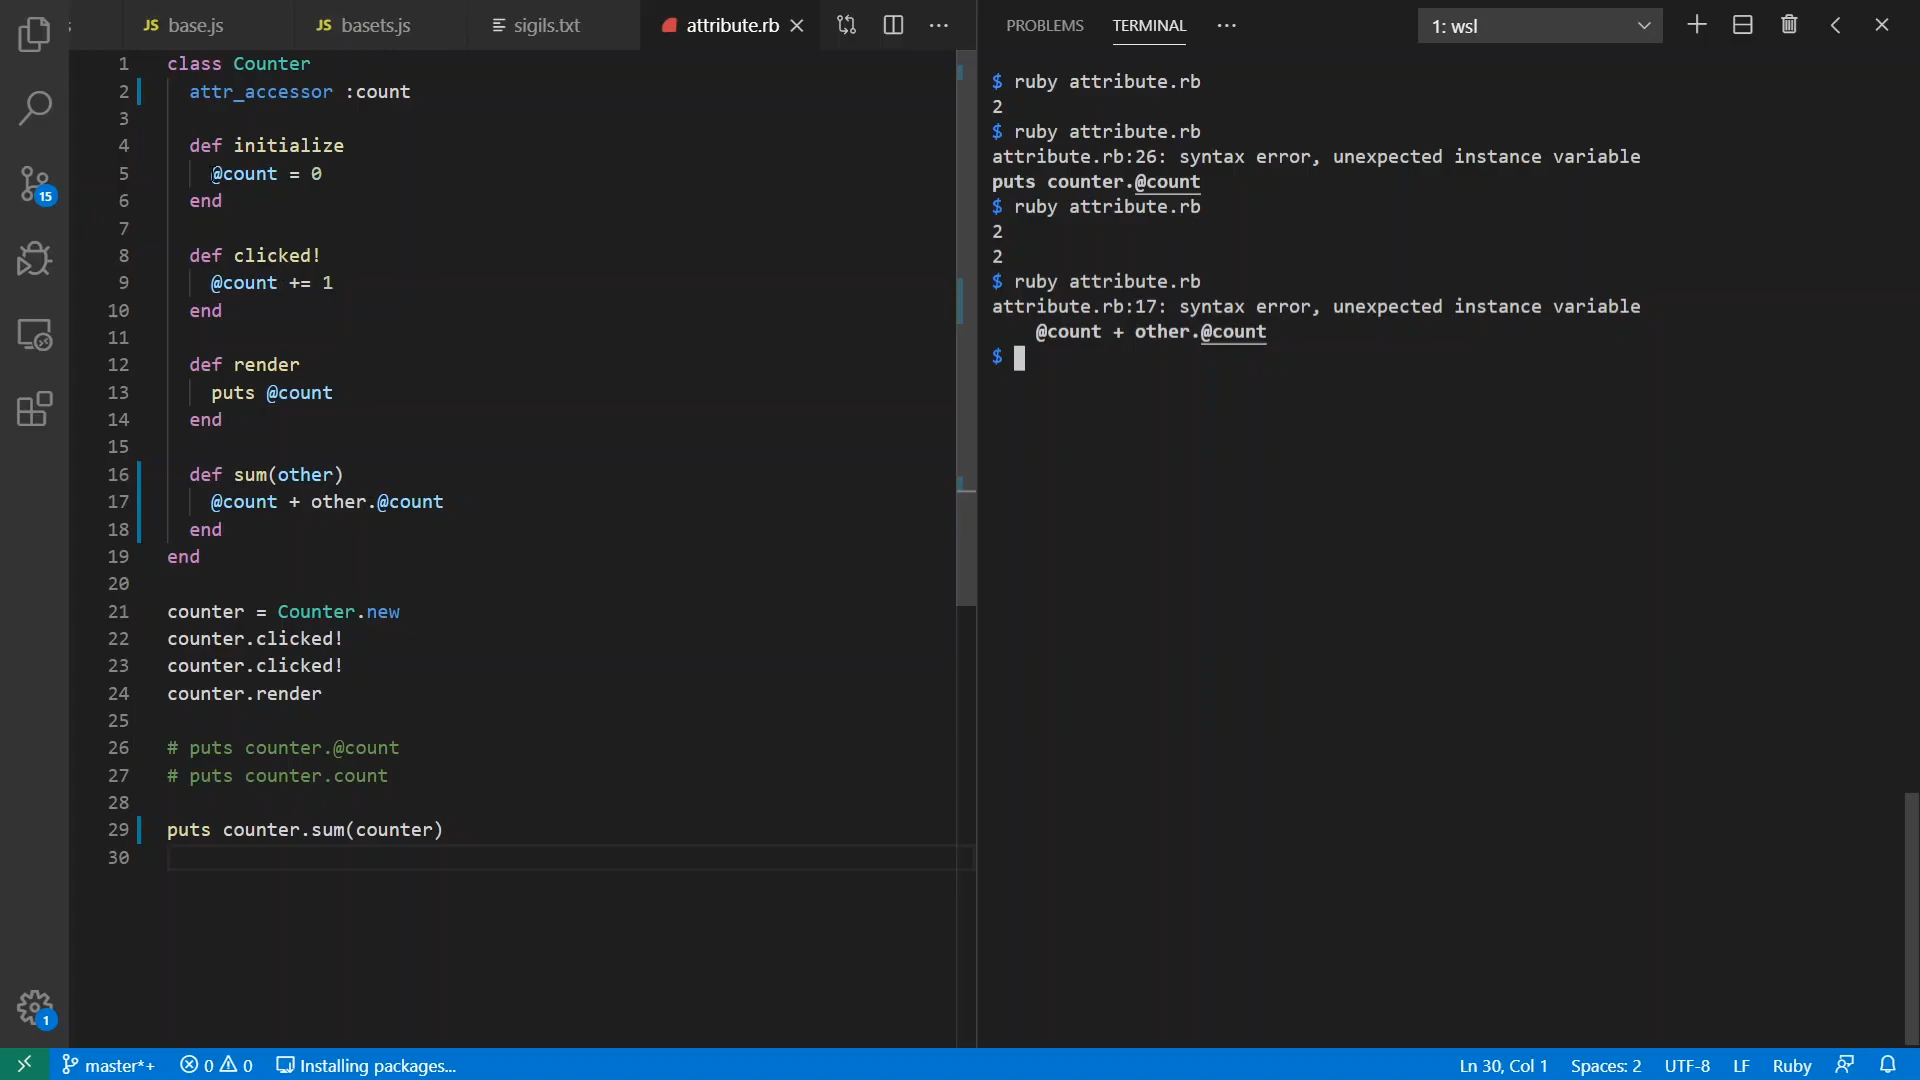 JS base.js
JS basets.js
sigils.txt
attribute.rb
PROBLEMS
TERMINAL
1: wsl
1 class Counter
2 attr_accessor :count
3
4 def initialize
5 @count = 0
6 end
7
8 def clicked!
9 @count += 1
10 end
11
12 def render
13 puts @count
14 end
15
16 def sum(other)
17 @count + other.@count
18 end
19 end
20
21 counter = Counter.new
22 counter.clicked!
23 counter.clicked!
24 counter.render
25
26 # puts counter.@count
27 # puts counter.count
28
29 puts counter.sum(counter)
30
$ ruby attribute.rb
2
$ ruby attribute.rb
attribute.rb:26: syntax error, unexpected instance variable
puts counter.@count
$ ruby attribute.rb
2
2
$ ruby attribute.rb
attribute.rb:17: syntax error, unexpected instance variable
@count + other.@count
$
15
1
master*+
0
0
Installing packages...
Ln 30, Col 1
Spaces: 2
UTF-8
LF
Ruby